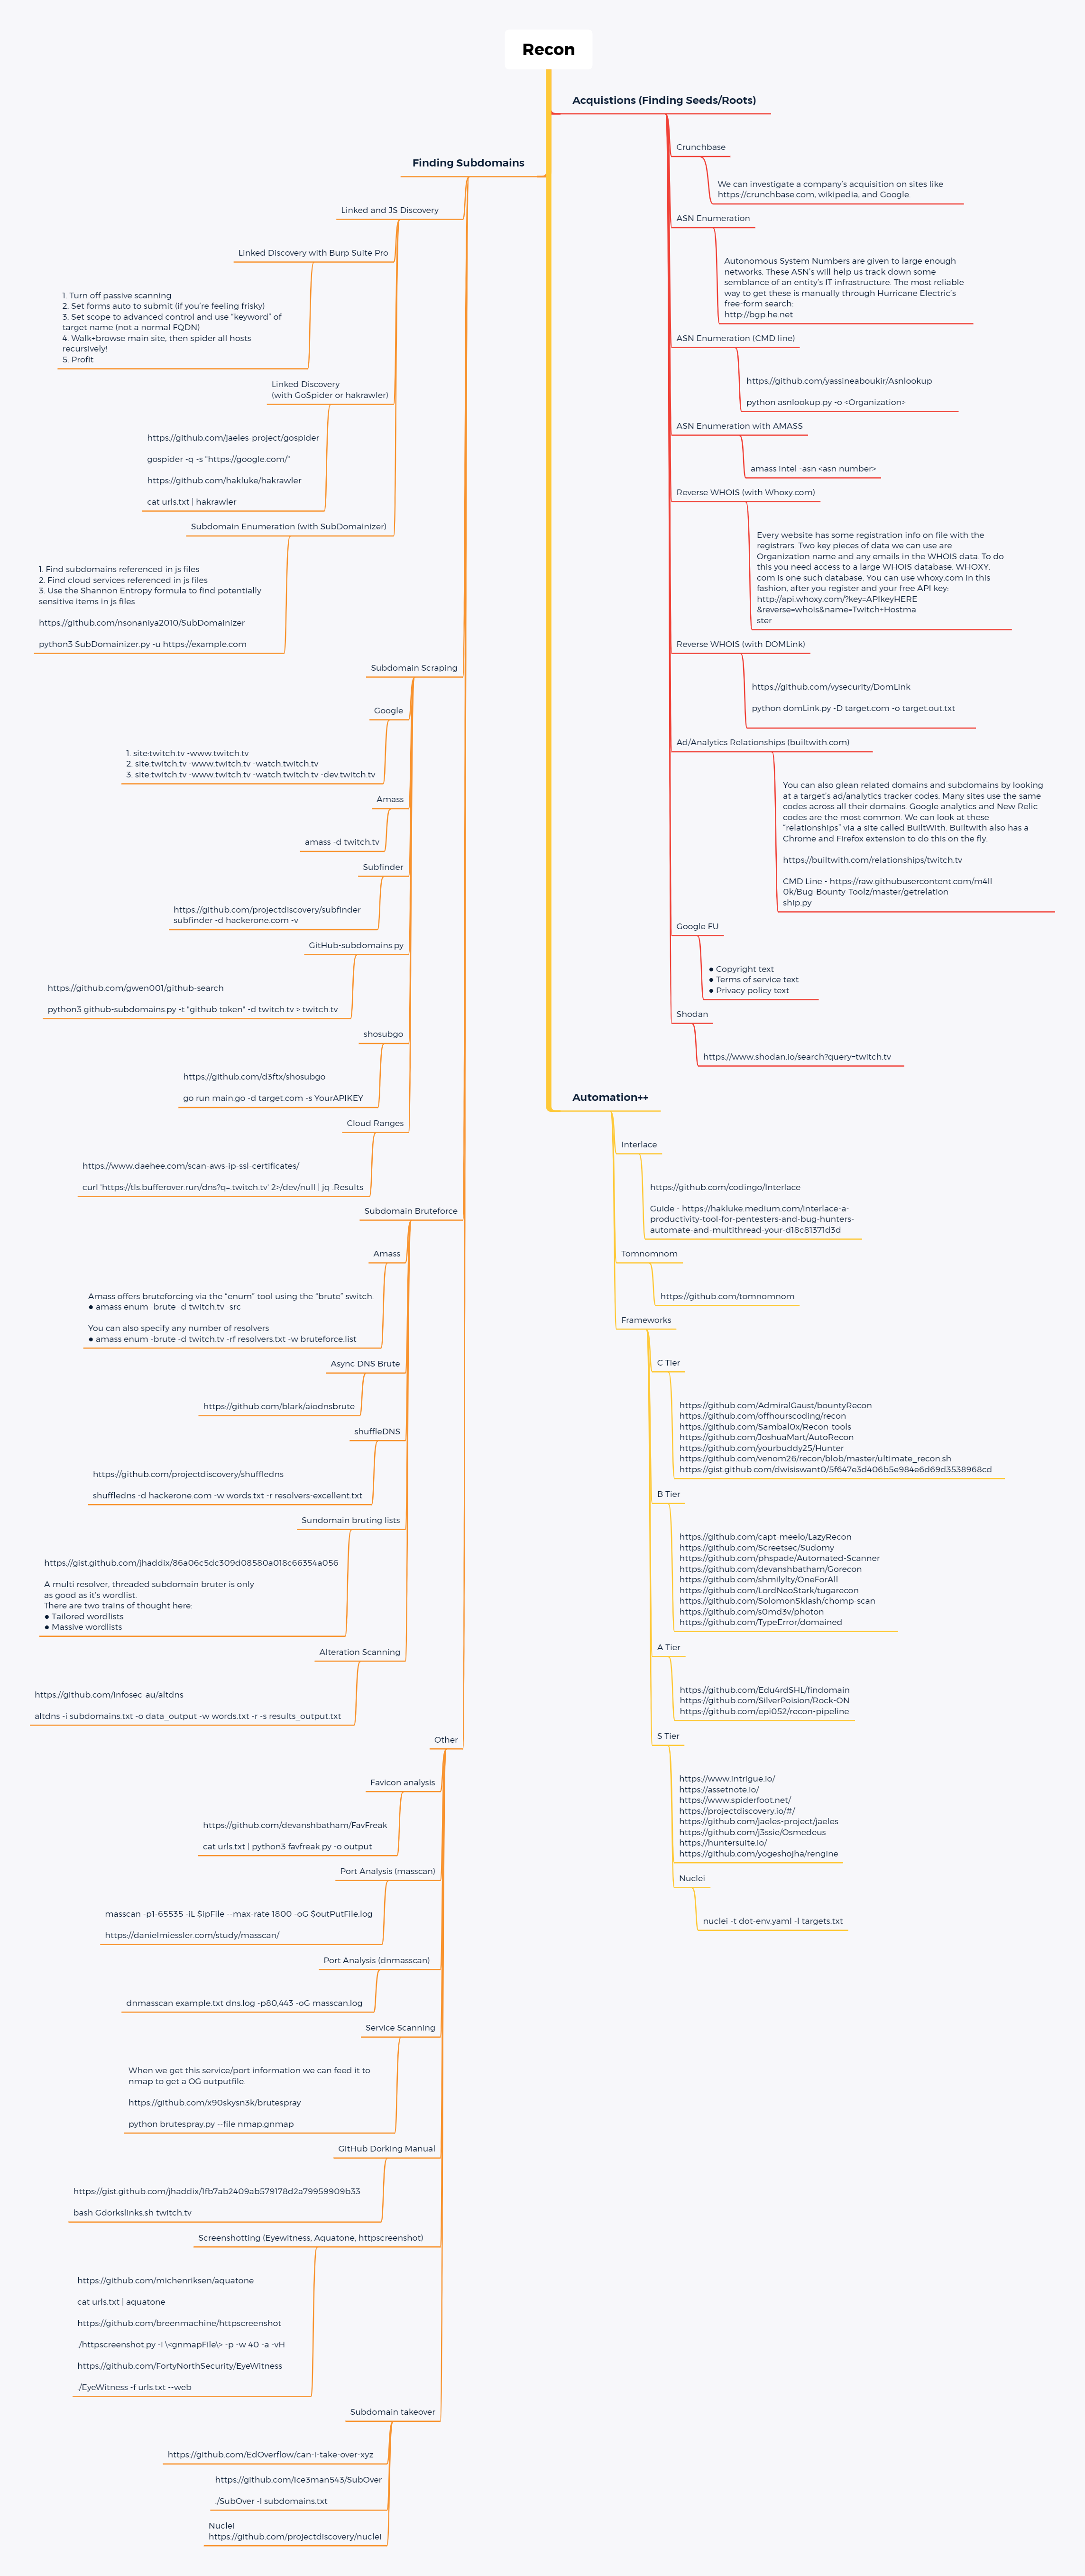 Recon
Acquistions (Finding Seeds/Roots)
Crunchbase
We can investigate a company's acquisition on sites like
https://crunchbase.com, wikipedia, and Google.
ASN Enumeration
Autonomous System Numbers are given to large enough
networks. These ASN's will help us track down some
semblance of an entity's IT infrastructure. The most reliable
way to get these is manually through Hurricane Electric's
free-form search:
http://bgp.he.net
ASN Enumeration (CMD line)
https://github.com/yassineaboukir/Asnlookup
python asnlookup.py -o <Organization>
ASN Enumeration with AMASS
amass intel -asn <asn number>
Reverse WHOIS (with Whoxy.com)
Every website has some registration info on file with the
registrars. Two key pieces of data we can use are
Organization name and any emails in the WHOIS data. To do
this you need access to a large WHOIS database. WHOXY.
com is one such database. You can use whoxy.com in this
fashion, after you register and your free API key:
http://api.whoxy.com/?key=APIkeyHERE
&reverse=whois&name=Twitch+Hostma
ster
Reverse WHOIS (with DOMLink)
https://github.com/vysecurity/DomLink
python domLink.py -D target.com -o target.out.txt
Ad/Analytics Relationships (builtwith.com)
You can also glean related domains and subdomains by looking
at a target's ad/analytics tracker codes. Many sites use the same
codes across all their domains. Google analytics and New Relic
codes are the most common. We can look at these
"relationships" via a site called BuiltWith. Builtwith also has a
Chrome and Firefox extension to do this on the fly.
https://builtwith.com/relationships/twitch.tv
CMD Line - https://raw.githubusercontent.com/m4ll
0k/Bug-Bounty-Toolz/master/getrelation
ship.py
Google FU
● Copyright text
● Terms of service text
● Privacy policy text
Shodan
https://www.shodan.io/search?query=twitch.tv
Automation++
Interlace
https://github.com/codingo/Interlace
Guide - https://hakluke.medium.com/interlace-a-
productivity-tool-for-pentesters-and-bug-hunters-
automate-and-multithread-your-d18c81371d3d
Tomnomnom
https://github.com/tomnomnom
Frameworks
C Tier
https://github.com/AdmiralGaust/bountyRecon
https://github.com/offhourscoding/recon
https://github.com/Sambal0x/Recon-tools
https://github.com/JoshuaMart/AutoRecon
https://github.com/yourbuddy25/Hunter
https://github.com/venom26/recon/blob/master/ultimate_recon.sh
https://gist.github.com/dwisiswant0/5f647e3d406b5e984e6d69d3538968cd
B Tier
https://github.com/capt-meelo/LazyRecon
https://github.com/Screetsec/Sudomy
https://github.com/phspade/Automated-Scanner
https://github.com/devanshbatham/Gorecon
https://github.com/shmilylty/OneForAll
https://github.com/LordNeoStark/tugarecon
https://github.com/SolomonSklash/chomp-scan
https://github.com/s0md3v/photon
https://github.com/TypeError/domained
A Tier
https://github.com/Edu4rdSHL/findomain
https://github.com/SilverPoision/Rock-ON
https://github.com/epi052/recon-pipeline
S Tier
https://www.intrigue.io/
https://assetnote.io/
https://www.spiderfoot.net/
https://projectdiscovery.io/#/
https://github.com/jaeles-project/jaeles
https://github.com/j3ssie/Osmedeus
https://huntersuite.io/
https://github.com/yogeshojha/rengine
Nuclei
nuclei -t dot-env.yaml -l targets.txt
Finding Subdomains
Linked and JS Discovery
Linked Discovery with Burp Suite Pro
1. Turn off passive scanning
2. Set forms auto to submit (if you're feeling frisky)
3. Set scope to advanced control and use "keyword" of
target name (not a normal FQDN)
4. Walk+browse main site, then spider all hosts
recursively!
5. Profit
Linked Discovery
(with GoSpider or hakrawler)
https://github.com/jaeles-project/gospider
gospider -q -s "https://google.com/"
https://github.com/hakluke/hakrawler
cat urls.txt | hakrawler
Subdomain Enumeration (with SubDomainizer)
1. Find subdomains referenced in js files
2. Find cloud services referenced in js files
3. Use the Shannon Entropy formula to find potentially
sensitive items in js files
https://github.com/nsonaniya2010/SubDomainizer
python3 SubDomainizer.py -u https://example.com
Subdomain Scraping
Google
1. site:twitch.tv -www.twitch.tv
2. site:twitch.tv -www.twitch.tv -watch.twitch.tv
3. site:twitch.tv -www.twitch.tv -watch.twitch.tv -dev.twitch.tv
Amass
amass -d twitch.tv
Subfinder
https://github.com/projectdiscovery/subfinder
subfinder -d hackerone.com -v
GitHub-subdomains.py
https://github.com/gwen001/github-search
python3 github-subdomains.py -t "github token" -d twitch.tv > twitch.tv
shosubgo
https://github.com/d3ftx/shosubgo
go run main.go -d target.com -s YourAPIKEY
Cloud Ranges
https://www.daehee.com/scan-aws-ip-ssl-certificates/
curl 'https://tls.bufferover.run/dns?q=.twitch.tv' 2>/dev/null | jq .Results
Subdomain Bruteforce
Amass
Amass offers bruteforcing via the "enum" tool using the "brute" switch.
● amass enum -brute -d twitch.tv -src
You can also specify any number of resolvers
● amass enum -brute -d twitch.tv -rf resolvers.txt -w bruteforce.list
Async DNS Brute
https://github.com/blark/aiodnsbrute
shuffleDNS
https://github.com/projectdiscovery/shuffledns
shuffledns -d hackerone.com -w words.txt -r resolvers-excellent.txt
Sundomain bruting lists
https://gist.github.com/jhaddix/86a06c5dc309d08580a018c66354a056
A multi resolver, threaded subdomain bruter is only
as good as it's wordlist.
There are two trains of thought here:
● Tailored wordlists
● Massive wordlists
Alteration Scanning
https://github.com/infosec-au/altdns
altdns -i subdomains.txt -o data_output -w words.txt -r -s results_output.txt
Other
Favicon analysis
https://github.com/devanshbatham/FavFreak
cat urls.txt | python3 favfreak.py -o output
Port Analysis (masscan)
masscan -p1-65535 -iL $ipFile --max-rate 1800 -oG $outPutFile.log
https://danielmiessler.com/study/masscan/
Port Analysis (dnmasscan)
dnmasscan example.txt dns.log -p80,443 -oG masscan.log
Service Scanning
When we get this service/port information we can feed it to
nmap to get a OG outputfile.
https://github.com/x90skysn3k/brutespray
python brutespray.py --file nmap.gnmap
GitHub Dorking Manual
https://gist.github.com/jhaddix/1fb7ab2409ab579178d2a79959909b33
bash Gdorklinks.sh twitch.tv
Screenshotting (Eyewitness, Aquatone, httpscreenshot)
https://github.com/michenriksen/aquatone
cat urls.txt | aquatone
https://github.com/breenmachine/httpscreenshot
./httpscreenshot.py -i \<gnmapFile\> -p -w 40 -a -vH
https://github.com/FortyNorthSecurity/EyeWitness
./EyeWitness -f urls.txt --web
Subdomain takeover
https://github.com/EdOverflow/can-i-take-over-xyz
https://github.com/Ice3man543/SubOver
./SubOver -l subdomains.txt
Nuclei
https://github.com/projectdiscovery/nuclei